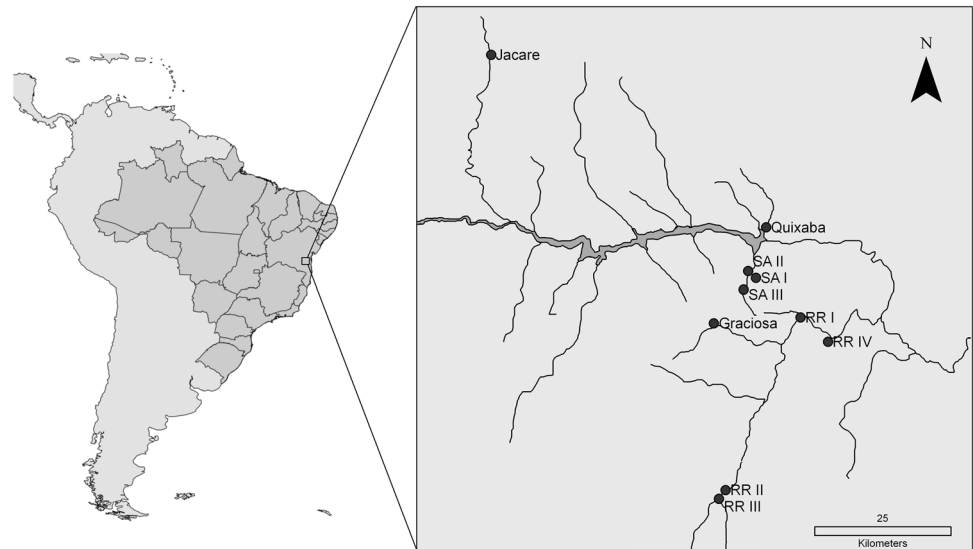 N
Jacare
Quixaba
SA II
SA I
SA III
Graciosa
RR I
RR IV
RR II
RR III
25
Kilometers